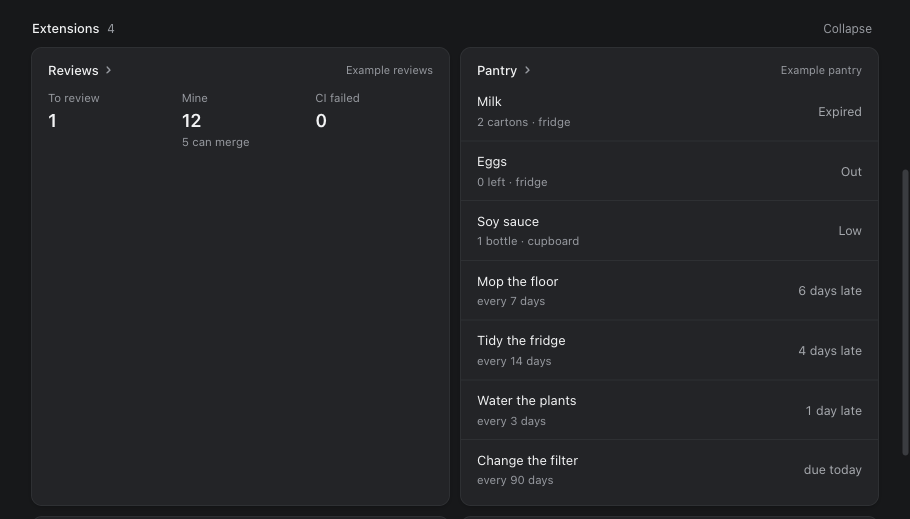 Extensions 4
Collapse
Reviews
Example reviews
To review
1
Mine
12
5 can merge
CI failed
0
Pantry
Example pantry
Milk
2 cartons · fridge
Expired
Eggs
0 left · fridge
Out
Soy sauce
1 bottle · cupboard
Low
Mop the floor
every 7 days
6 days late
Tidy the fridge
every 14 days
4 days late
Water the plants
every 3 days
1 day late
Change the filter
every 90 days
due today